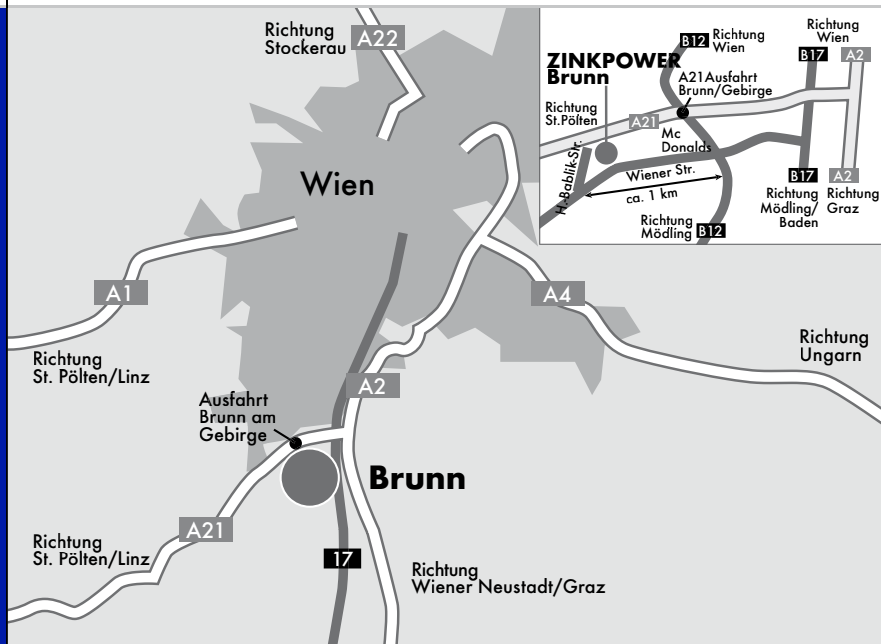 Richtung
Stockerau
A22
Wien
A1
Richtung
St. Pölten/Linz
A4
Richtung
Ungarn
A2
Ausfahrt
Brunn am
Gebirge
Brunn
A21
Richtung
St. Pölten/Linz
17
Richtung
Wiener Neustadt/Graz
B12
Richtung
Wien
Richtung
Wien
B17
A2
ZINKPOWER
Brunn
A21 Ausfahrt
Brunn/Gebirge
Richtung
St.Pölten
A21
Mc
Donalds
H.-Bablik-Str.
Wiener Str.
ca. 1 km
B17
A2
Richtung
Mödling/
Baden
Richtung
Graz
Richtung
Mödling
B12